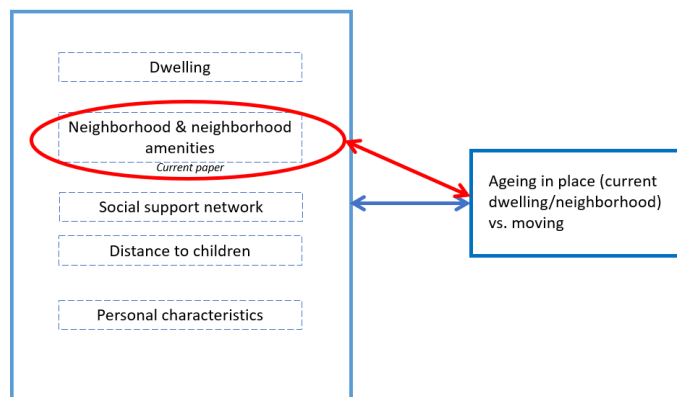 Dwelling
Neighborhood & neighborhood
amenities
Current paper
Social support network
Distance to children
Personal characteristics
Ageing in place (current
dwelling/neighborhood)
vs. moving